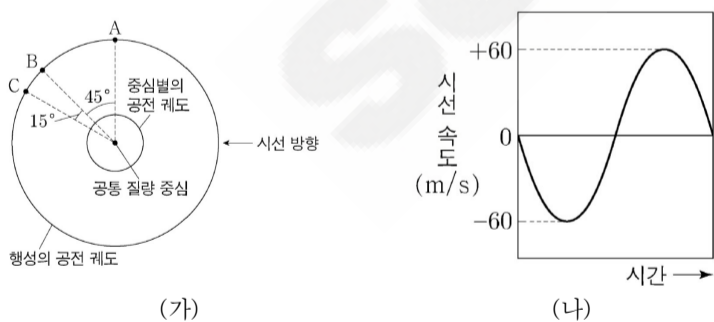 A
B
C
45°
15°
중심별의
공전 궤도
시선 방향
공통 질량 중심
행성의 공전 궤도
(가)
+60
시선 속도
(m/s)
0
-60
시간
(나)